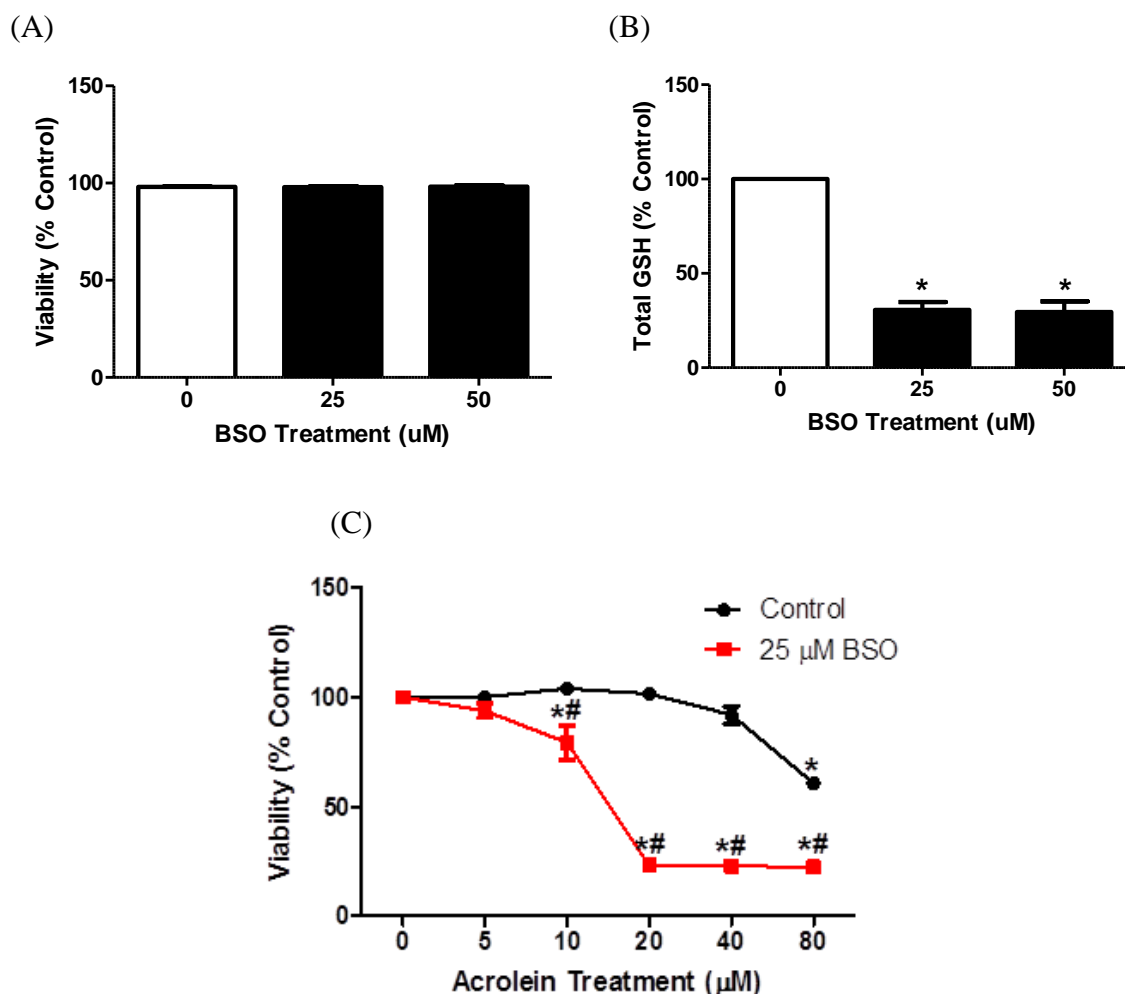 (A)
150
100
50
0
Viability (% Control)
0 25 50
BSO Treatment (uM)
(B)
150
100
50
0
Total GSH (% Control)
*
*
0 25 50
BSO Treatment (uM)
(C)
150
100
50
0
Viability (% Control)
Control
25 μM BSO
*#
*
*# *# *#
0 5 10 20 40 80
Acrolein Treatment (μM)